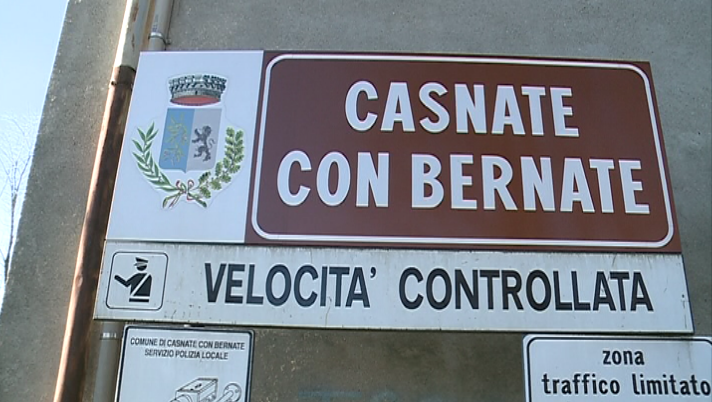 CASNATE
CON BERNATE
VELOCITA' CONTROLLATA
COMUNE DI CASNATE CON BERNATE
SERVIZIO POLIZIA LOCALE
zona
traffico limitato